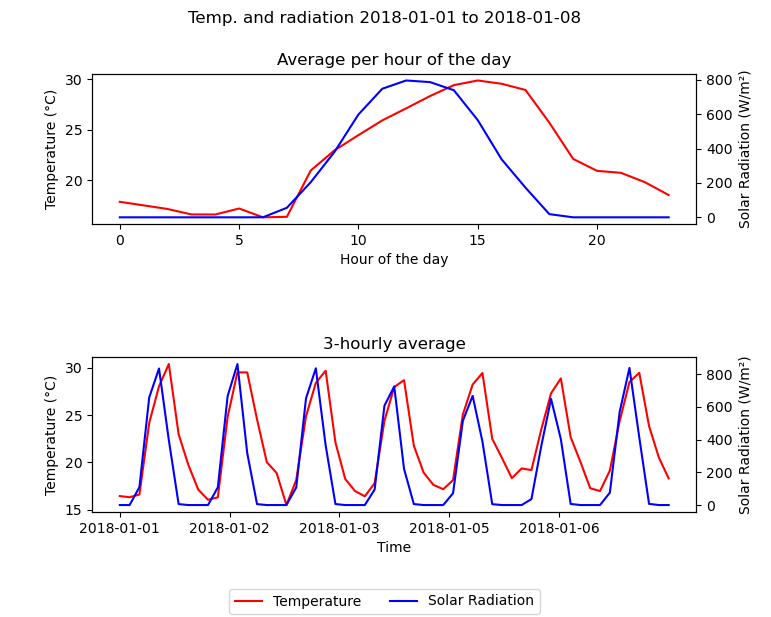 Temp. and radiation 2018-01-01 to 2018-01-08
Average per hour of the day
30
25
20
Temperature (°C)
800
600
400
200
0
Solar Radiation (W/m²)
0 5 10 15 20
Hour of the day
3-hourly average
30
25
20
15
Temperature (°C)
800
600
400
200
0
Solar Radiation (W/m²)
2018-01-01 2018-01-02 2018-01-03 2018-01-05 2018-01-06
Time
Temperature Solar Radiation